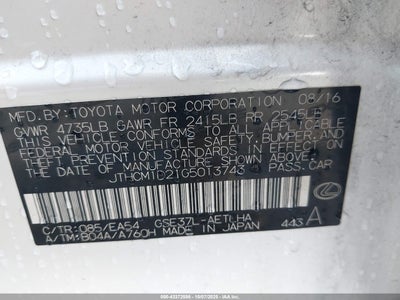 MFD.BY:TOYOTA MOTOR CORPORATION 08/16
GVWR 4735LB GAWR FR 2415LB RR 2545LB
THIS VEHICLE CONFORMS TO ALL APPLICABLE
FEDERAL MOTOR VEHICLE SAFETY, BUMPER, AND
THEFT PREVENTION STANDARDS IN EFFECT ON
THE DATE OF MANUFACTURE SHOWN ABOVE.
JTHCM1D21G5013743 PASS.CAR
C/TR:085/EA54 GSE37L-AETLHA
A/TM:B04A/A760H MADE IN JAPAN 443 A